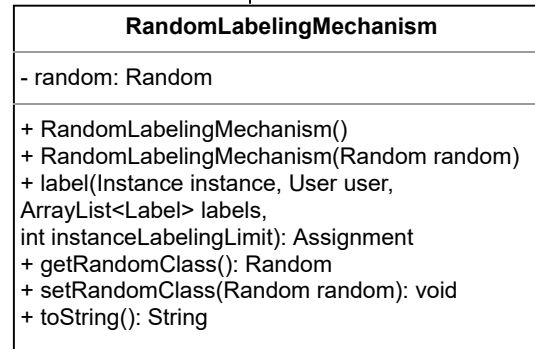 RandomLabelingMechanism
- random: Random
+ RandomLabelingMechanism()
+ RandomLabelingMechanism(Random random)
+ label(Instance instance, User user,
ArrayList<Label> labels,
int instanceLabelingLimit): Assignment
+ getRandomClass(): Random
+ setRandomClass(Random random): void
+ toString(): String